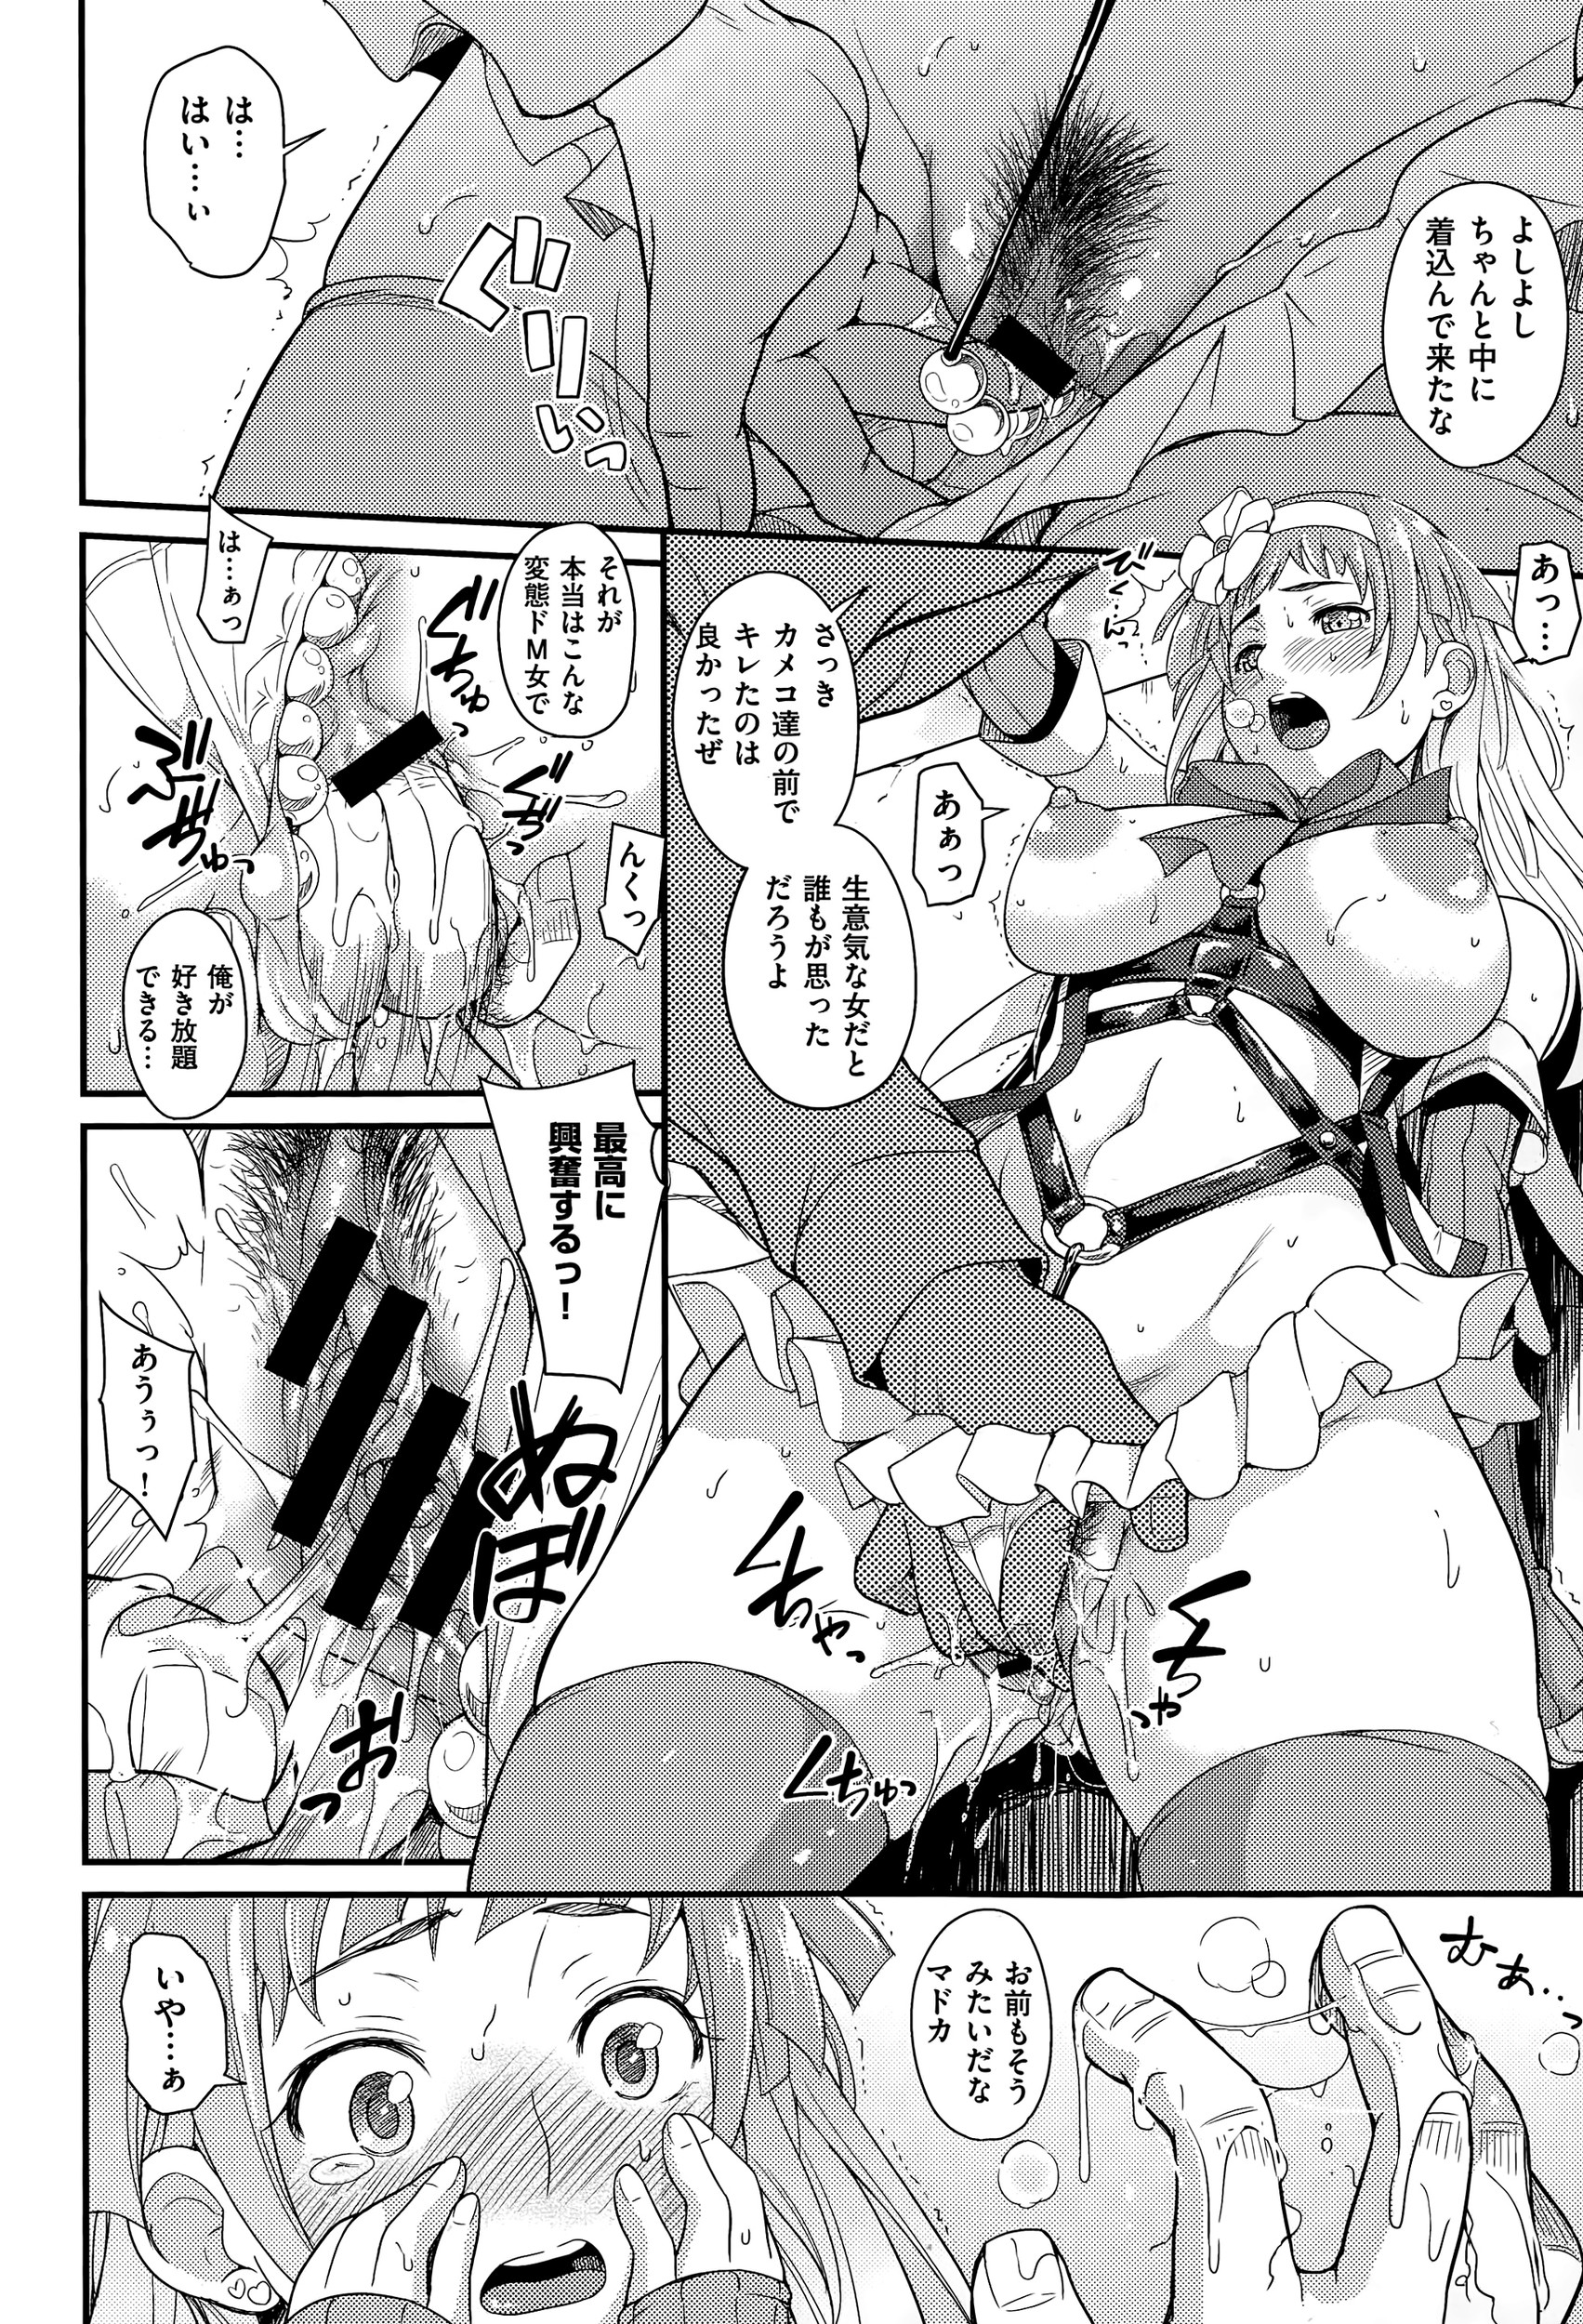 よしよし
ちゃんと中に
着込んで来たな
は…
はい…ぃ
ぐりぃっ
あっ…
びく…んっ
さっき
カメコ達の前で
キレたのは
良かったぜ
生意気な女だと
誰もが思った
だろうよ
あぁっ
くちゃっ
くちゃっ
くちゅっ
それが
本当はこんな
変態ドM女で
は…ぁっ
ぐちゅっ
ぐぢっ
ぐぢゅっ
んくっ
俺が
好き放題
できる…
最高に
興奮するっ!
あうぅっ!
ぬぼ
おっ
むぁ‥っ
お前もそう
みたいだな
マドカ
いや…ぁ